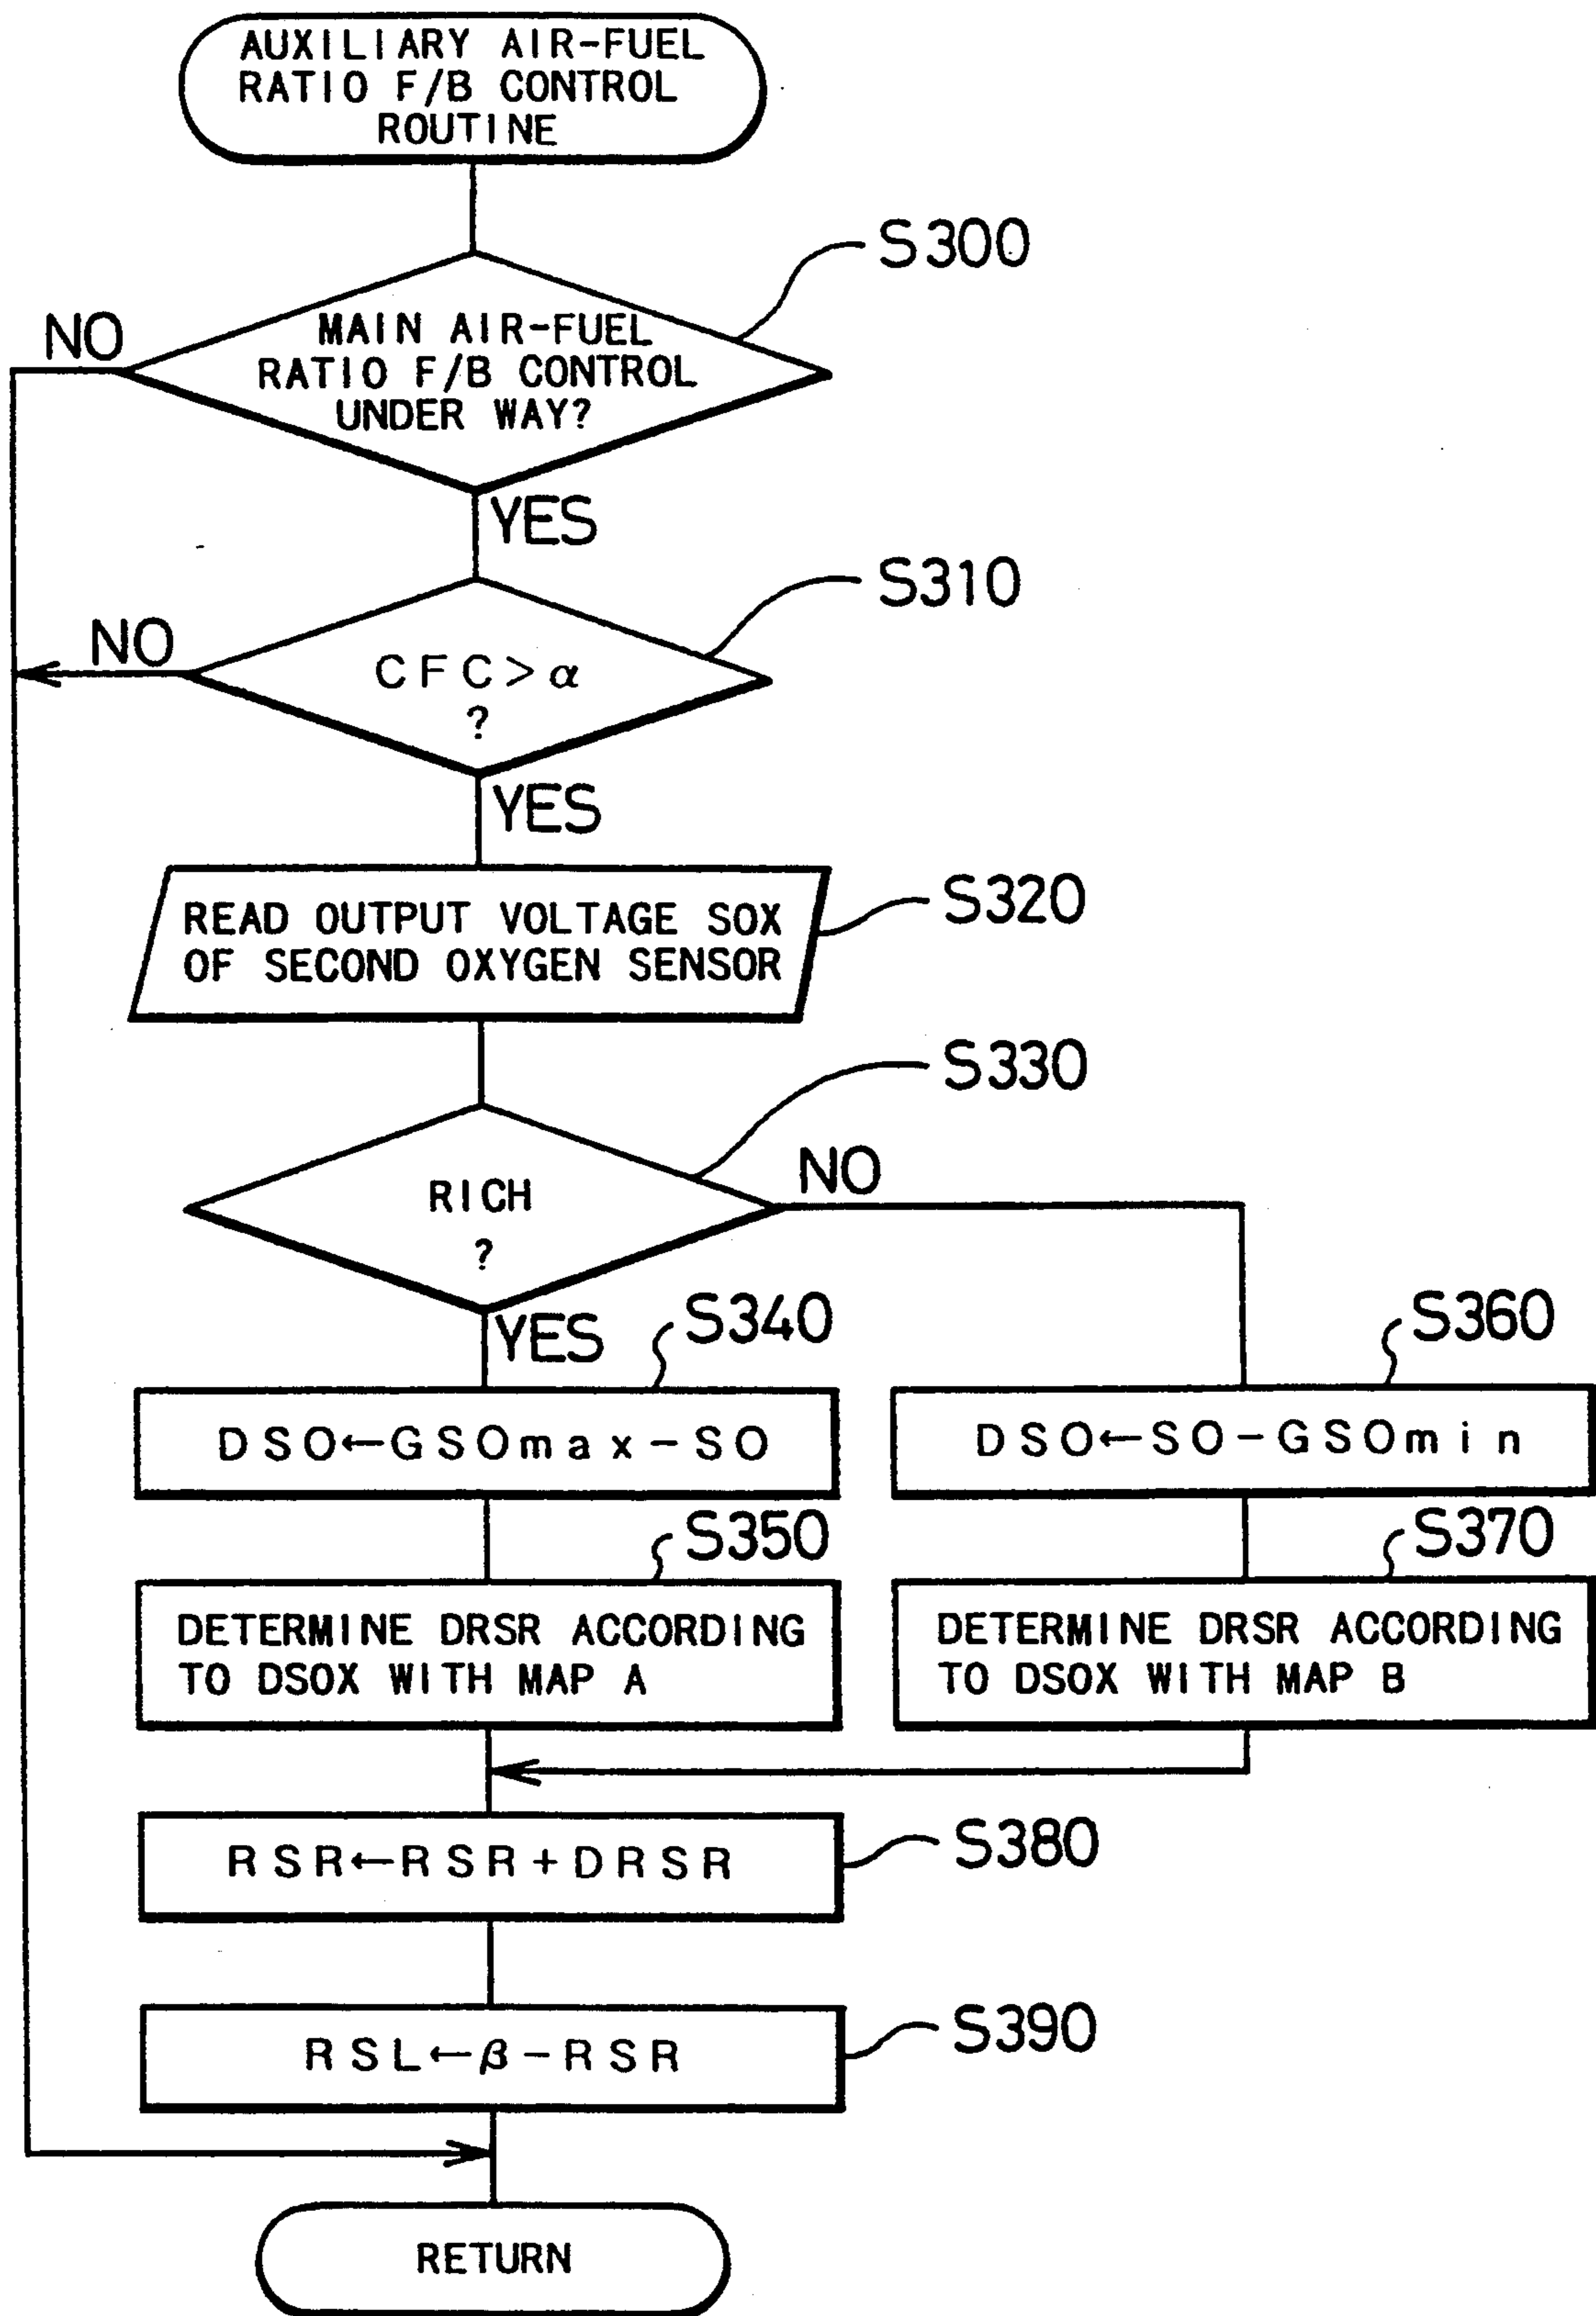 AUXILIARY AIR-FUEL
RATIO F/B CONTROL
ROUTINE
S300
NO
MAIN AIR-FUEL
RATIO F/B CONTROL
UNDER WAY?
YES
S310
NO
CFC>α
?
YES
S320
READ OUTPUT VOLTAGE SOX
OF SECOND OXYGEN SENSOR
S330
NO
RICH
?
YES
S340
S360
DSO←GSOmax-SO
DSO←SO-GSOmin
S350
S370
DETERMINE DRSR ACCORDING
TO DSOX WITH MAP A
DETERMINE DRSR ACCORDING
TO DSOX WITH MAP B
RSR←RSR+DRSR
S380
RSL←β-RSR
S390
RETURN